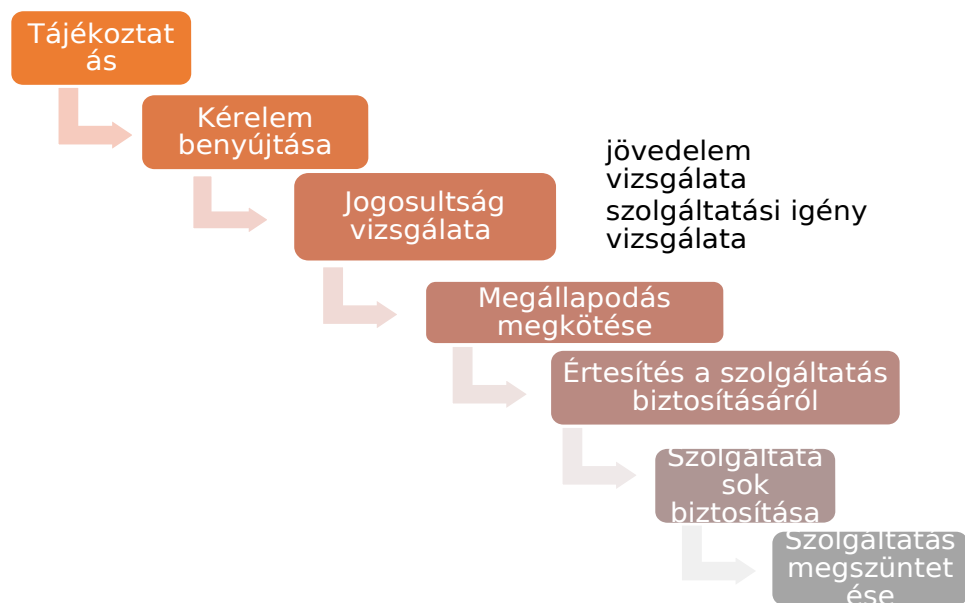 Tájékoztat
ás
Kérelem
benyújtása
Jogosultság
vizsgálata
jövedelem
vizsgálata
szolgáltatási igény
vizsgálata
Megállapodás
megkötése
Értesítés a szolgáltatás
biztosításáról
Szolgáltatá
sok
biztosítása
Szolgáltatás
megszüntet
ése